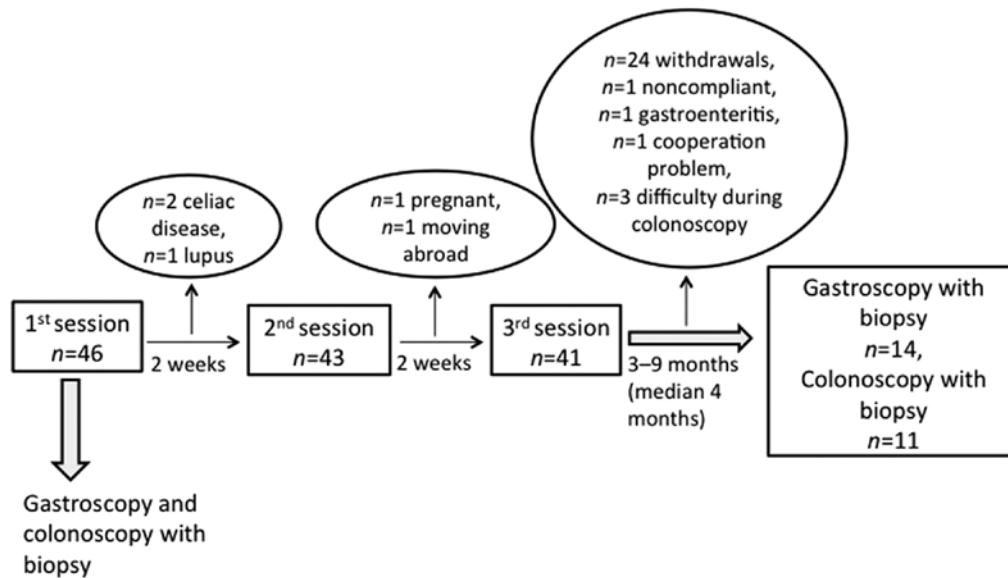 n=24 withdrawals,
n=1 noncompliant,
n=1 gastroenteritis,
n=1 cooperation
problem,
n=3 difficulty during
colonoscopy
n=2 celiac
disease,
n=1 lupus
n=1 pregnant,
n=1 moving
abroad
1st session
n=46
2 weeks
2nd session
n=43
2 weeks
3rd session
n=41
3–9 months
(median 4
months)
Gastroscopy with
biopsy
n=14,
Colonoscopy with
biopsy
n=11
Gastroscopy and
colonoscopy with
biopsy